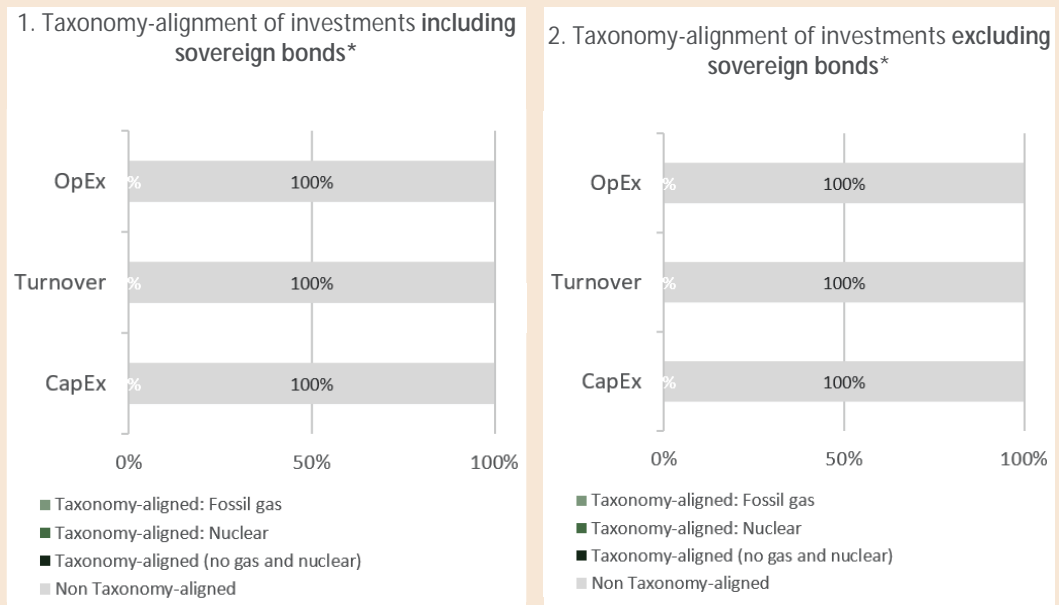 1. Taxonomy-alignment of investments including
sovereign bonds*
OpEx
%
100%
Turnover
%
100%
CapEx
%
100%
0%
50%
100%
Taxonomy-aligned: Fossil gas
Taxonomy-aligned: Nuclear
Taxonomy-aligned (no gas and nuclear)
Non Taxonomy-aligned
2. Taxonomy-alignment of investments excluding
sovereign bonds*
OpEx
%
100%
Turnover
%
100%
CapEx
%
100%
0%
50%
100%
Taxonomy-aligned: Fossil gas
Taxonomy-aligned: Nuclear
Taxonomy-aligned (no gas and nuclear)
Non Taxonomy-aligned